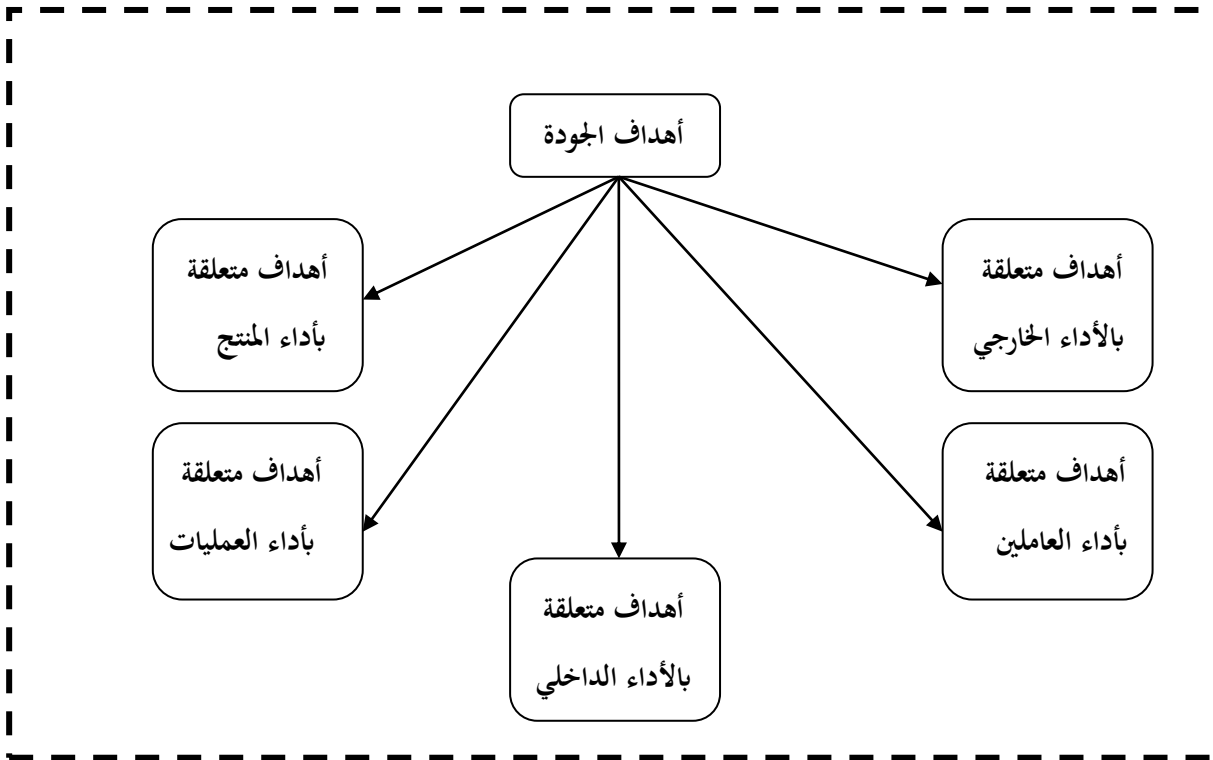 أهداف الجودة
أهداف متعلقة
بالأداء الخارجي
أهداف متعلقة
بأداء المنتج
أهداف متعلقة
بأداء العاملين
أهداف متعلقة
بأداء العمليات
أهداف متعلقة
بالأداء الداخلي